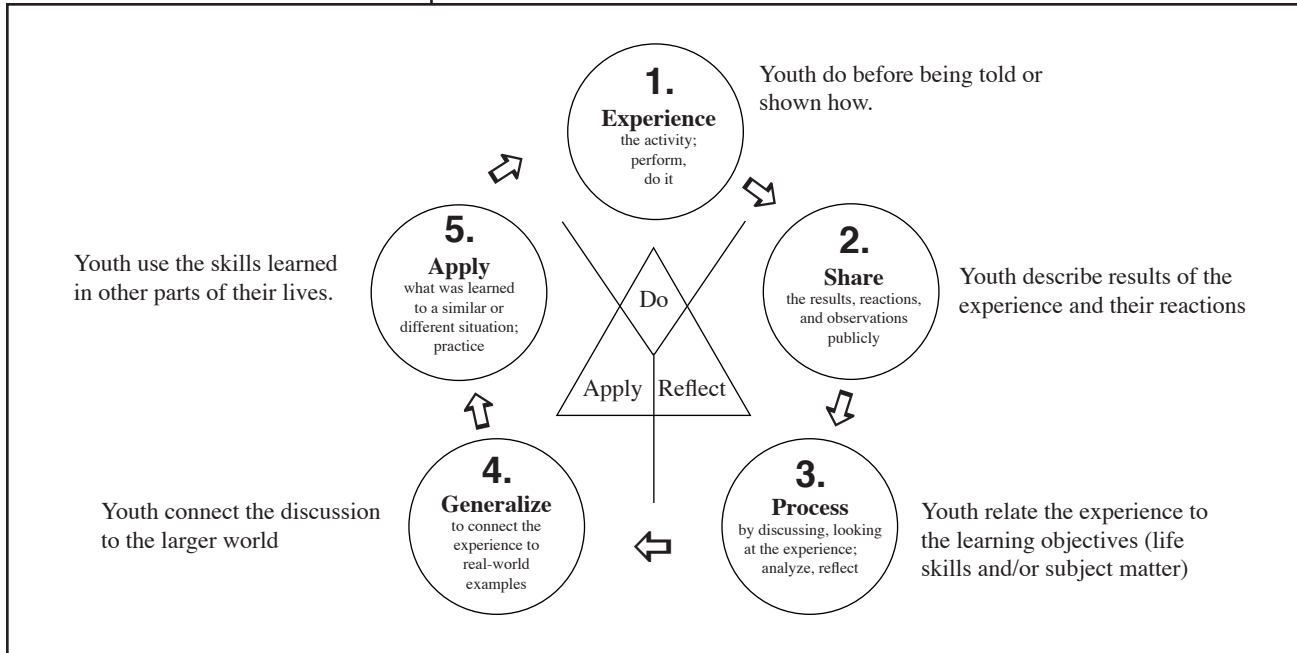 1.
Experience
the activity;
perform,
do it
Youth do before being told or
shown how.
2.
Share
the results, reactions,
and observations
publicly
Youth describe results of the
experience and their reactions
3.
Process
by discussing, looking
at the experience;
analyze, reflect
Youth relate the experience to
the learning objectives (life
skills and/or subject matter)
4.
Generalize
to connect the
experience to
real-world
examples
Youth connect the discussion
to the larger world
5.
Apply
what was learned
to a similar or
different situation;
practice
Youth use the skills learned
in other parts of their lives.
Do
Apply
Reflect